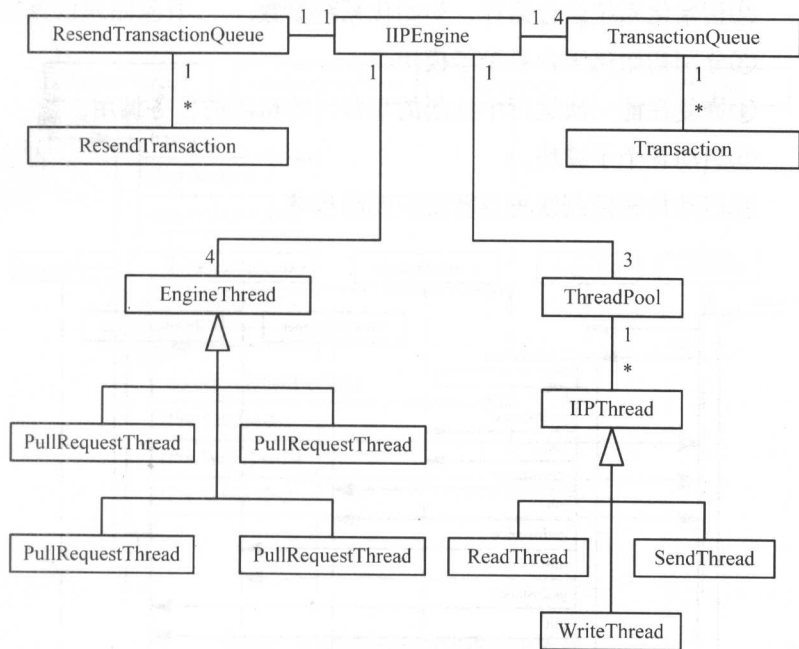 1 1 1 4
ResendTransactionQueue IIPEngine TransactionQueue
1 1 1 1
* *
ResendTransaction Transaction
4 3
EngineThread ThreadPool
1
*
IIPThread
PullRequestThread PullRequestThread
PullRequestThread PullRequestThread ReadThread SendThread
WriteThread